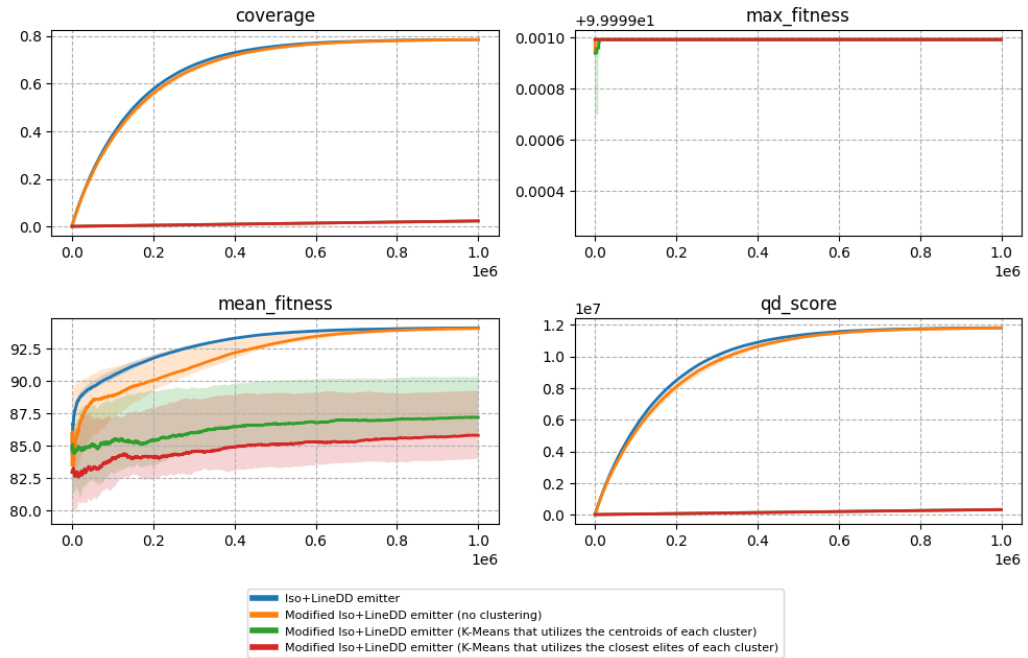 coverage
0.8
0.6
0.4
0.2
0.0
0.0 0.2 0.4 0.6 0.8 1.0
1e6
max_fitness
+9.9999e1
0.0010
0.0008
0.0006
0.0004
0.0 0.2 0.4 0.6 0.8 1.0
1e6
mean_fitness
92.5
90.0
87.5
85.0
82.5
80.0
0.0 0.2 0.4 0.6 0.8 1.0
1e6
qd_score
1e7
1.2
1.0
0.8
0.6
0.4
0.2
0.0
0.0 0.2 0.4 0.6 0.8 1.0
1e6
Iso+LineDD emitter
Modified Iso+LineDD emitter (no clustering)
Modified Iso+LineDD emitter (K-Means that utilizes the centroids of each cluster)
Modified Iso+LineDD emitter (K-Means that utilizes the closest elites of each cluster)